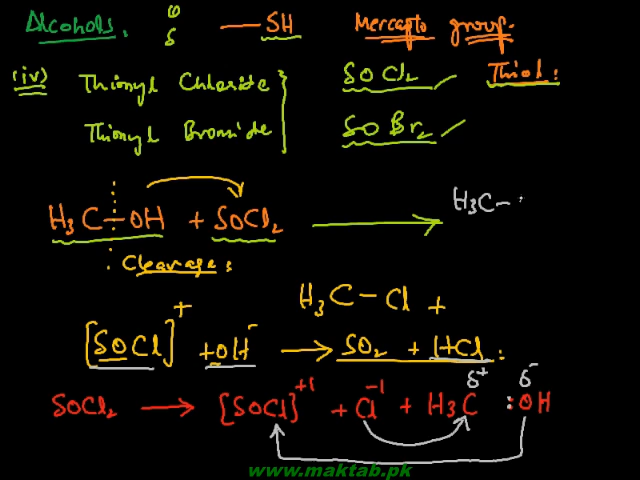 Alcohols. O S —SH Mercapto group.
(iv) Thionyl Chloride } SOCl2 ✓ Thiol:
Thionyl Bromide SOBr2 ✓
H3C—OH + SOCl2 ⟶ H3C—
: Cleavage:
H3C—Cl +
[SOCl]+ + OH- ⟶ SO2 + HCl :
SOCl2 ⟶ [SOCl]+1 + Cl-1 + H3C δ+ :OH δ-
www.maktab.pk